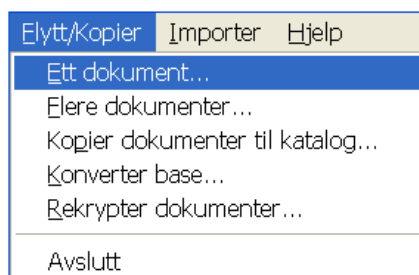 Flytt/Kopier Importer Hjelp
Ett dokument...
Flere dokumenter...
Kopier dokumenter til katalog...
Konverter base...
Rekrypter dokumenter...
Avslutt